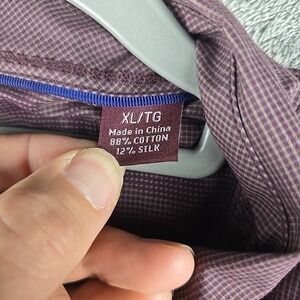 XL/TG
Made in China
88% COTTON
12% SILK